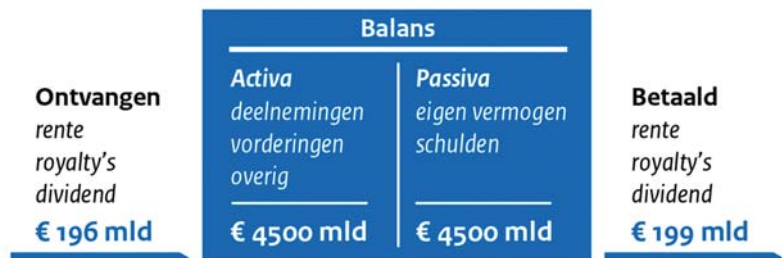 Ontvangen
rente
royalty's
dividend
€ 196 mld
Balans
Activa
deelnemingen
vorderingen
overig
€ 4500 mld
Passiva
eigen vermogen
schulden
€ 4500 mld
Betaald
rente
royalty's
dividend
€ 199 mld